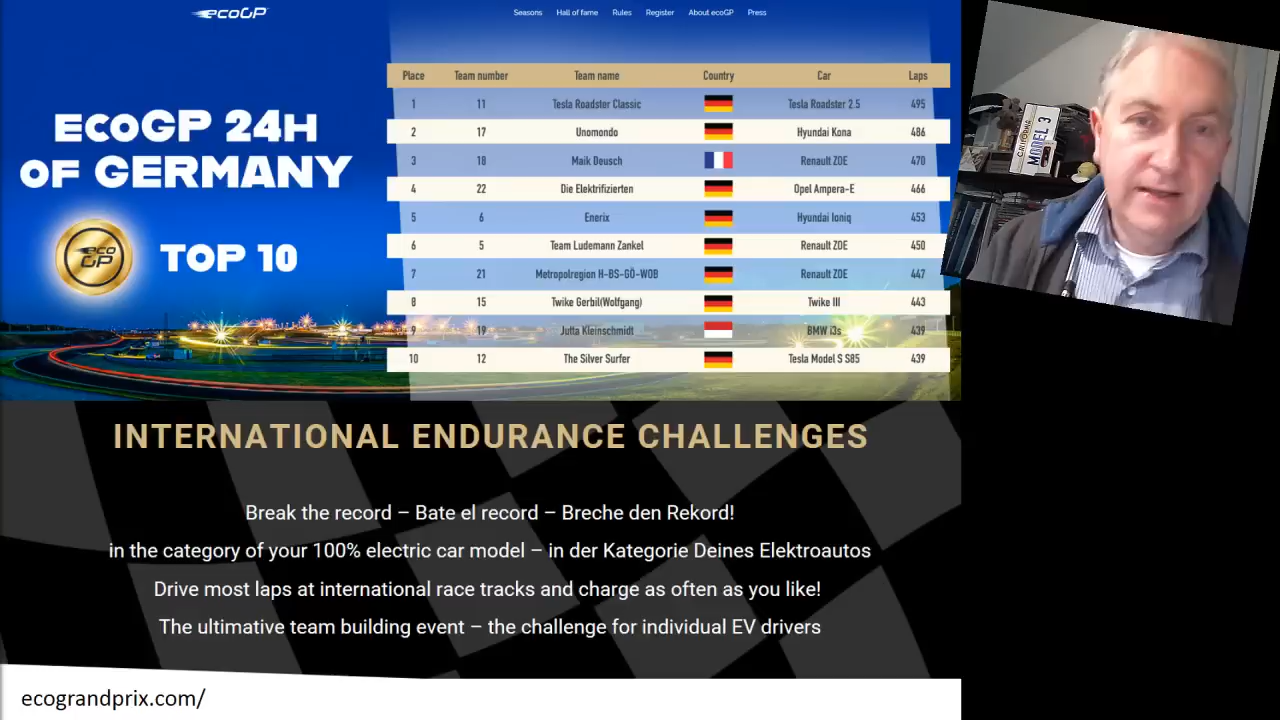 ecoGP
Seasons Hall of fame Rules Register About ecoGP Press
ECOGP 24H
OF GERMANY
eco
GP
TOP 10
Place Team number Team name Country Car Laps
1 11 Tesla Roadster Classic Tesla Roadster 2.5 495
2 17 Unomondo Hyundai Kona 486
3 18 Maik Deusch Renault ZOE 470
4 22 Die Elektrifizierten Opel Ampera-E 466
5 6 Enerix Hyundai Ioniq 453
6 5 Team Ludemann Zankel Renault ZOE 450
7 21 Metropolregion H-BS-GÖ-WOB Renault ZOE 447
8 15 Twike Gerbil(Wolfgang) Twike III 443
9 19 Jutta Kleinschmidt BMW i3s 439
10 12 The Silver Surfer Tesla Model S S85 439
CALIFORNIA
MODEL 3
INTERNATIONAL ENDURANCE CHALLENGES
Break the record – Bate el record – Breche den Rekord!
in the category of your 100% electric car model – in der Kategorie Deines Elektroautos
Drive most laps at international race tracks and charge as often as you like!
The ultimative team building event – the challenge for individual EV drivers
ecograndprix.com/